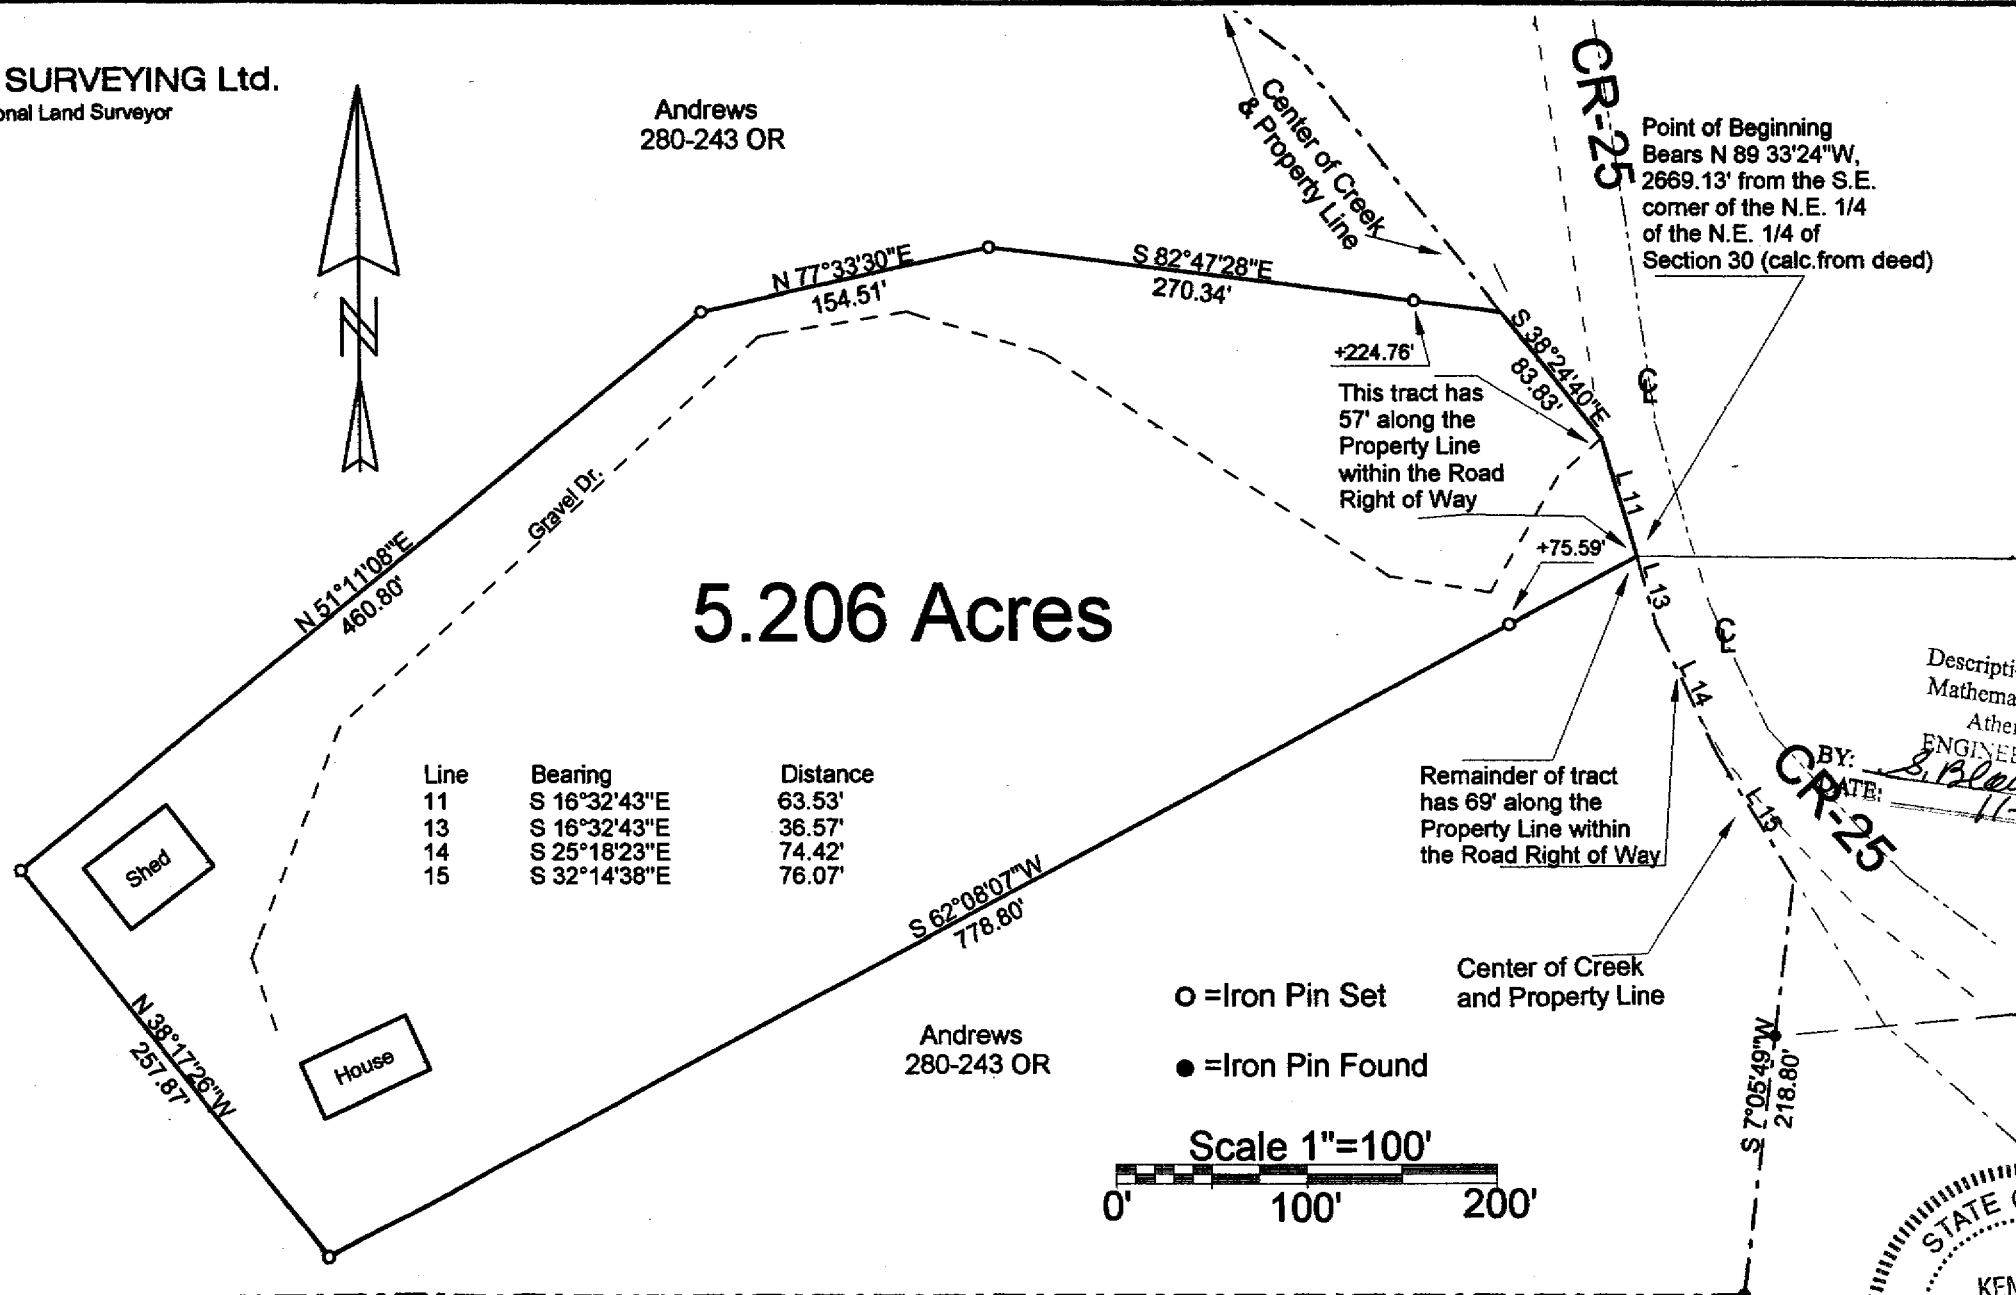 SURVEYING Ltd.
Land Surveyor
Andrews
280-243 OR
Center of Creek
& Property Line
CR-25
Point of Beginning
Bears N 89 33'24"W,
2669.13' from the S.E.
corner of the N.E. 1/4
of the N.E. 1/4 of
Section 30 (calc.from deed)
N
N 77°33'30"E
154.51'
S 82°47'28"E
270.34'
S 38°24'40"E
83.83'
+224.76'
This tract has
57' along the
Property Line
within the Road
Right of Way
L 11
CL
+75.59'
Gravel Dr.
N 51°11'08"E
460.80'
5.206 Acres
L 13
CL
L 14
L 15
CR-25
BY:
DATE:
Line Bearing Distance
11 S 16°32'43"E 63.53'
13 S 16°32'43"E 36.57'
14 S 25°18'23"E 74.42'
15 S 32°14'38"E 76.07'
Remainder of tract
has 69' along the
Property Line within
the Road Right of Way
Shed
S 62°08'07"W
778.80'
Center of Creek
and Property Line
N 38°17'26"W
257.87'
House
Andrews
280-243 OR
=Iron Pin Set
=Iron Pin Found
S 7°05'49"W
218.80'
Scale 1"=100'
0' 100' 200'
STATE